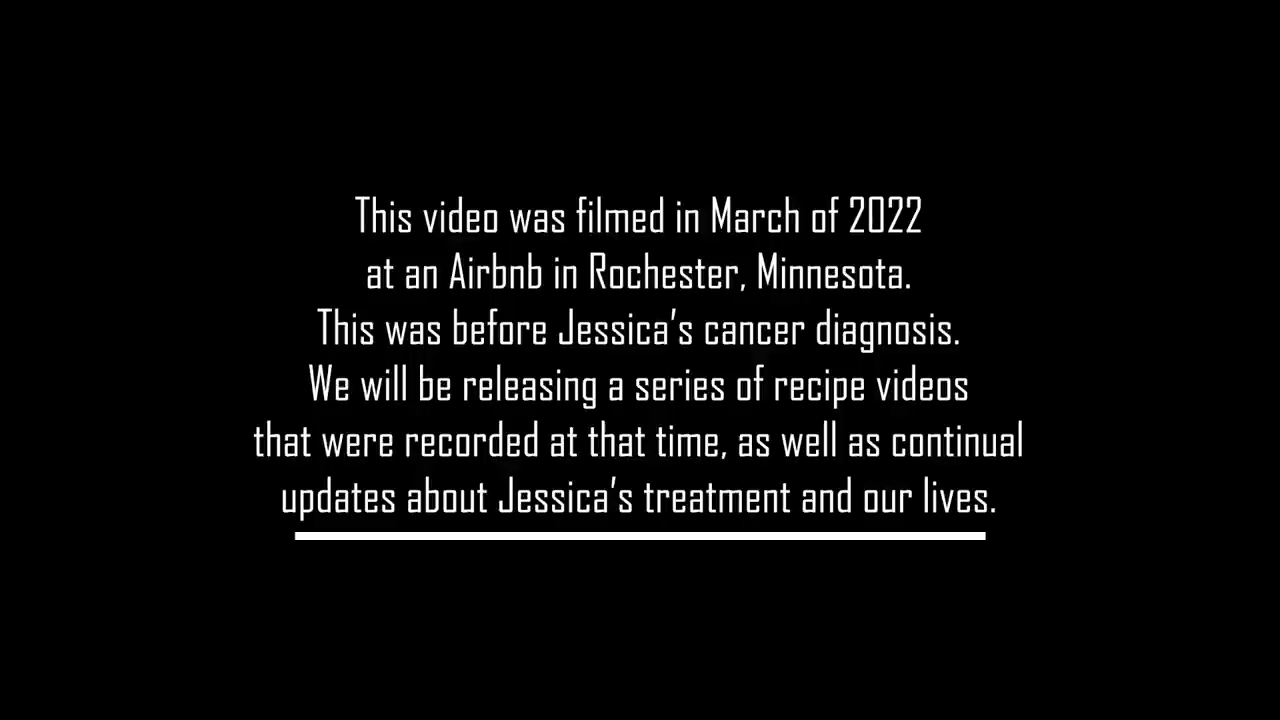 This video was filmed in March of 2022
at an Airbnb in Rochester, Minnesota.
This was before Jessica's cancer diagnosis.
We will be releasing a series of recipe videos
that were recorded at that time, as well as continual
updates about Jessica's treatment and our lives.